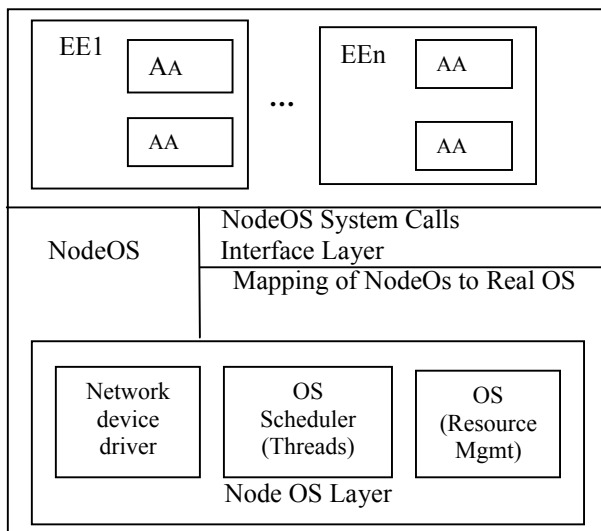 EE1
AA
AA
...
EEn
AA
AA
NodeOS
NodeOS System Calls
Interface Layer
Mapping of NodeOs to Real OS
Network
device
driver
OS
Scheduler
(Threads)
OS
(Resource
Mgmt)
Node OS Layer